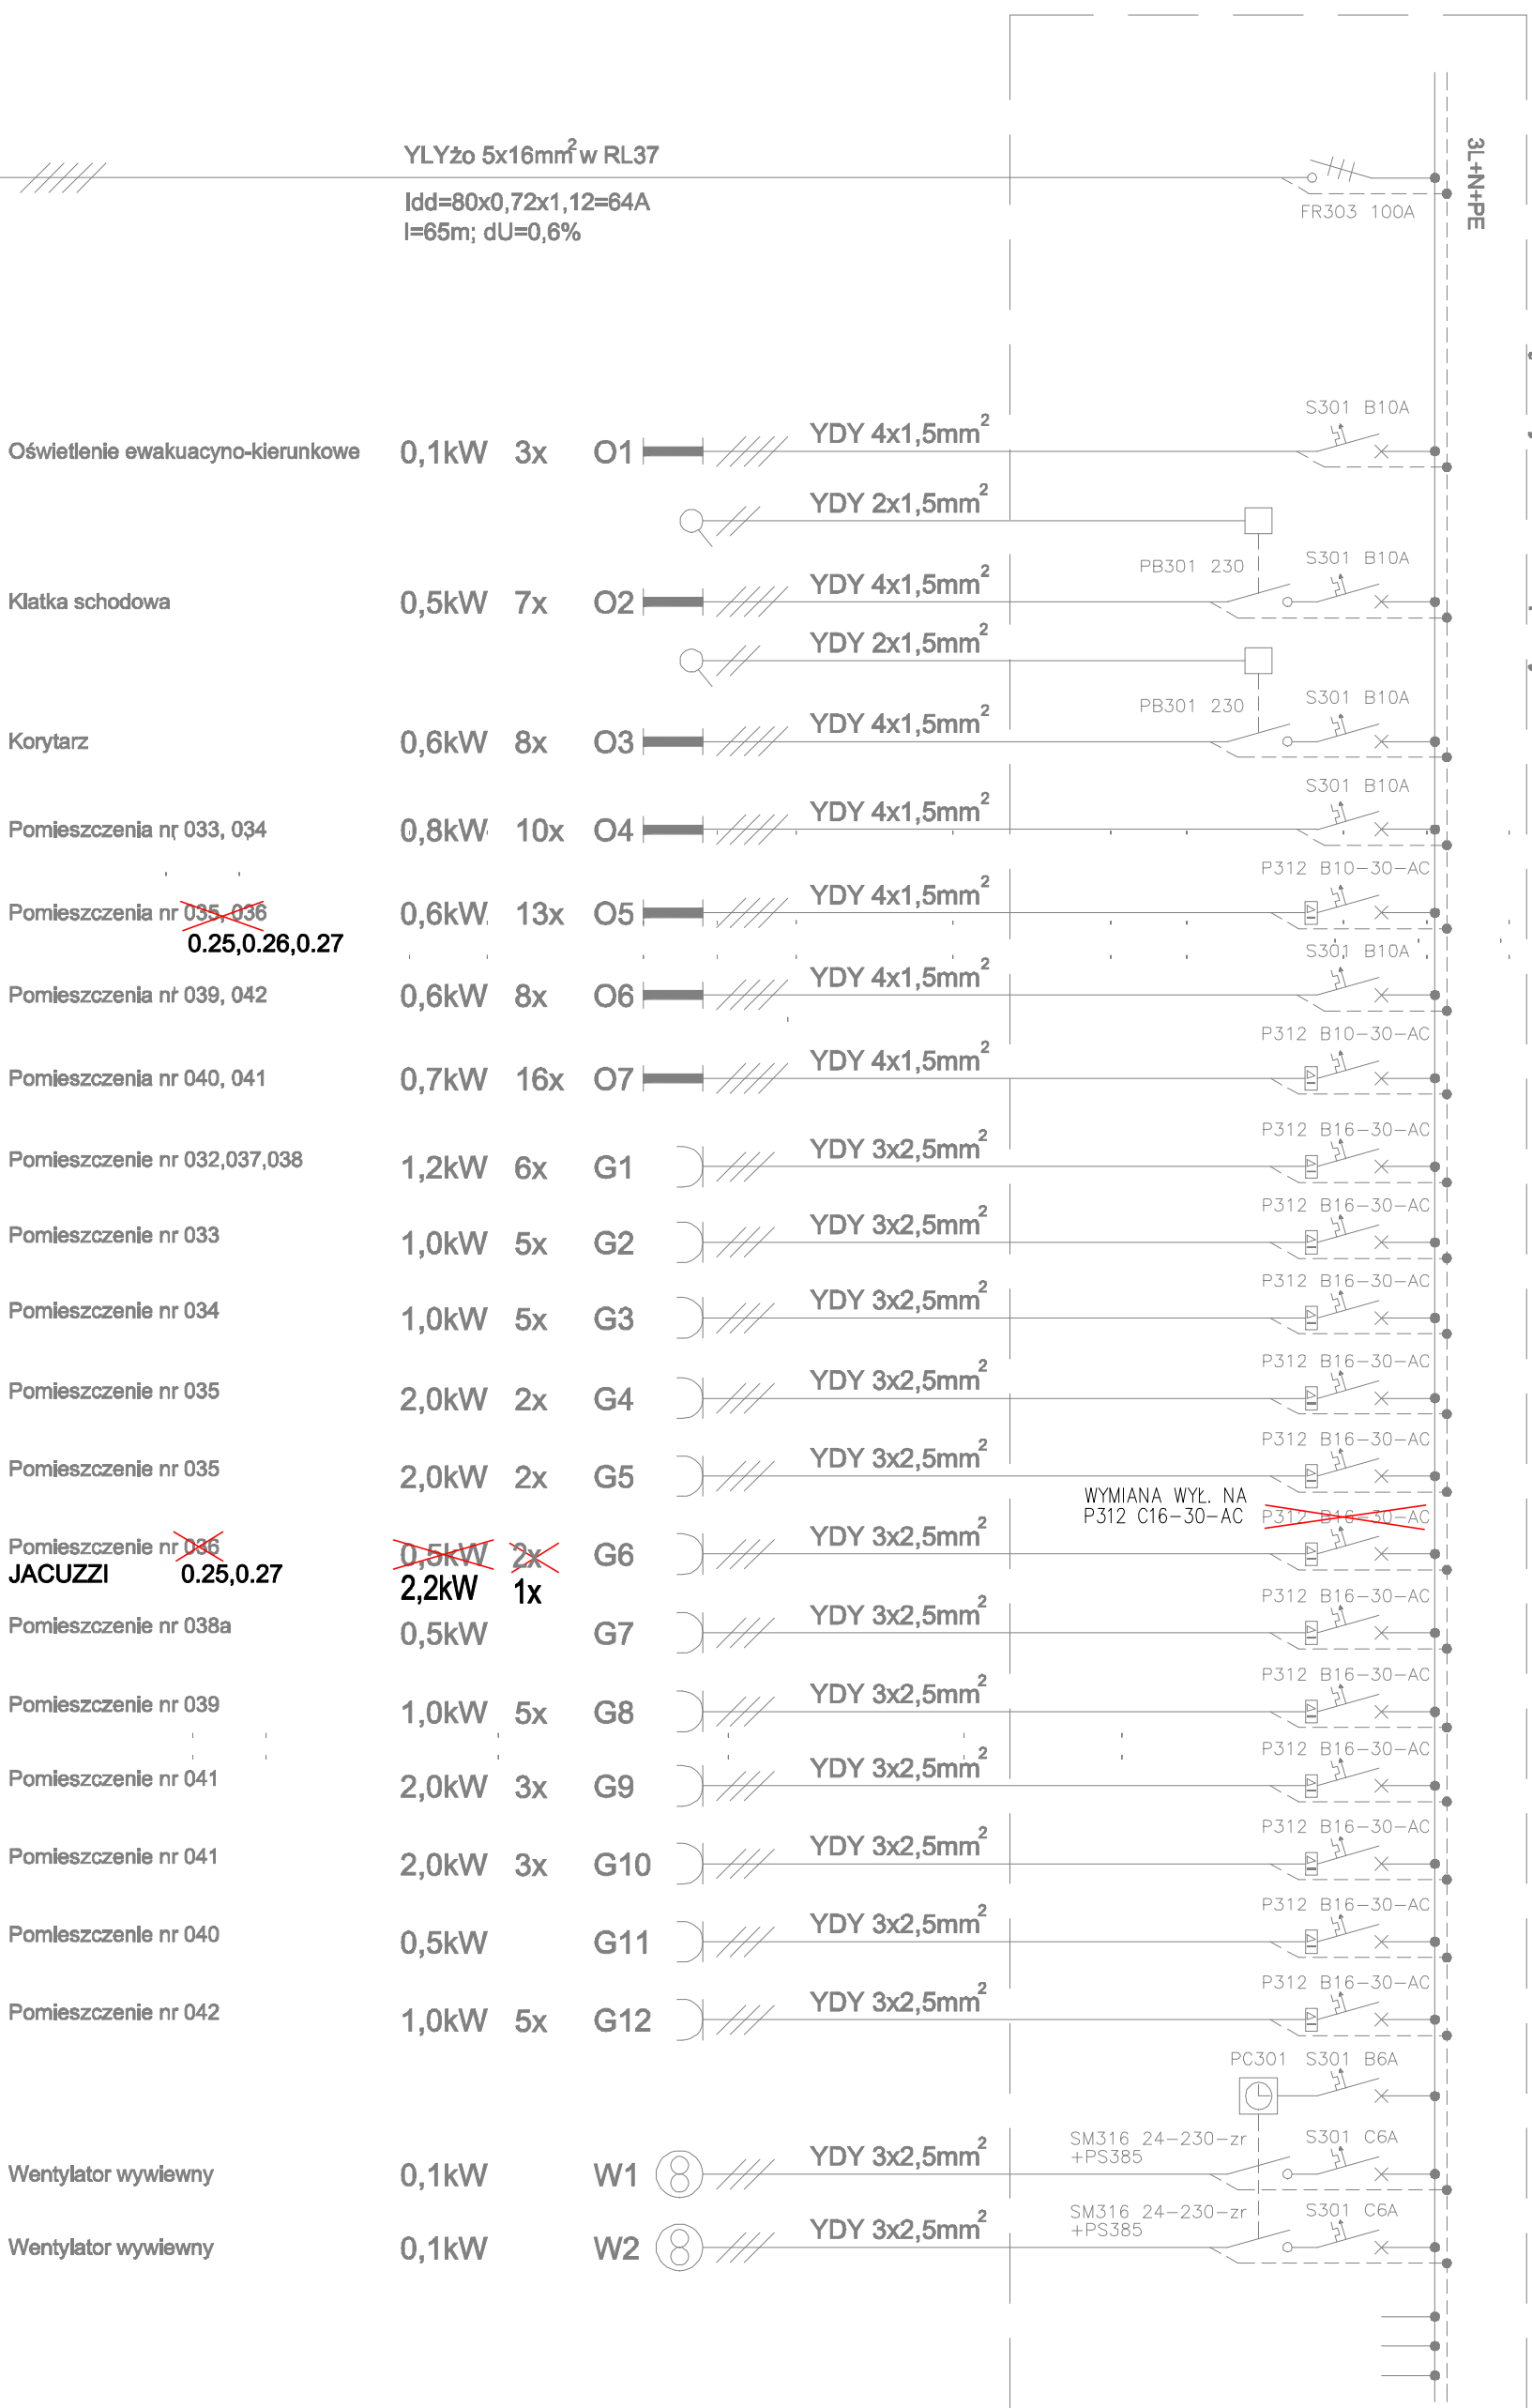 YLYżo 5x16mm² w RL37
Idd=80x0,72x1,12=64A
l=65m; dU=0,6%
FR303 100A
3L+N+PE
Oświetlenie ewakuacyno-kierunkowe 0,1kW 3x O1 YDY 4x1,5mm² S301 B10A
YDY 2x1,5mm²
Klatka schodowa 0,5kW 7x O2 YDY 4x1,5mm² PB301 230 S301 B10A
YDY 2x1,5mm²
Korytarz 0,6kW 8x O3 YDY 4x1,5mm² PB301 230 S301 B10A
Pomieszczenia nr 033, 034 0,8kW 10x O4 YDY 4x1,5mm² S301 B10A
Pomieszczenia nr 035, 036 0,6kW 13x O5 YDY 4x1,5mm² P312 B10-30-AC
0.25,0.26,0.27
Pomieszczenia nr 039, 042 0,6kW 8x O6 YDY 4x1,5mm² S301 B10A
Pomieszczenia nr 040, 041 0,7kW 16x O7 YDY 4x1,5mm² P312 B10-30-AC
Pomieszczenie nr 032,037,038 1,2kW 6x G1 YDY 3x2,5mm² P312 B16-30-AC
Pomieszczenie nr 033 1,0kW 5x G2 YDY 3x2,5mm² P312 B16-30-AC
Pomieszczenie nr 034 1,0kW 5x G3 YDY 3x2,5mm² P312 B16-30-AC
Pomieszczenie nr 035 2,0kW 2x G4 YDY 3x2,5mm² P312 B16-30-AC
Pomieszczenie nr 035 2,0kW 2x G5 YDY 3x2,5mm² P312 B16-30-AC
WYMIANA WYŁ. NA
P312 C16-30-AC P312 B16-30-AC
Pomieszczenie nr 036 0,5kW 2x G6 YDY 3x2,5mm²
JACUZZI 0.25,0.27 2,2kW 1x
Pomieszczenie nr 038a 0,5kW G7 YDY 3x2,5mm² P312 B16-30-AC
Pomieszczenie nr 039 1,0kW 5x G8 YDY 3x2,5mm² P312 B16-30-AC
Pomieszczenie nr 041 2,0kW 3x G9 YDY 3x2,5mm² P312 B16-30-AC
Pomieszczenie nr 041 2,0kW 3x G10 YDY 3x2,5mm² P312 B16-30-AC
Pomieszczenie nr 040 0,5kW G11 YDY 3x2,5mm² P312 B16-30-AC
Pomieszczenie nr 042 1,0kW 5x G12 YDY 3x2,5mm² P312 B16-30-AC
PC301 S301 B6A
Wentylator wywiewny 0,1kW W1 YDY 3x2,5mm² SM316 24-230-zr S301 C6A
+PS385
Wentylator wywiewny 0,1kW W2 YDY 3x2,5mm² SM316 24-230-zr S301 C6A
+PS385